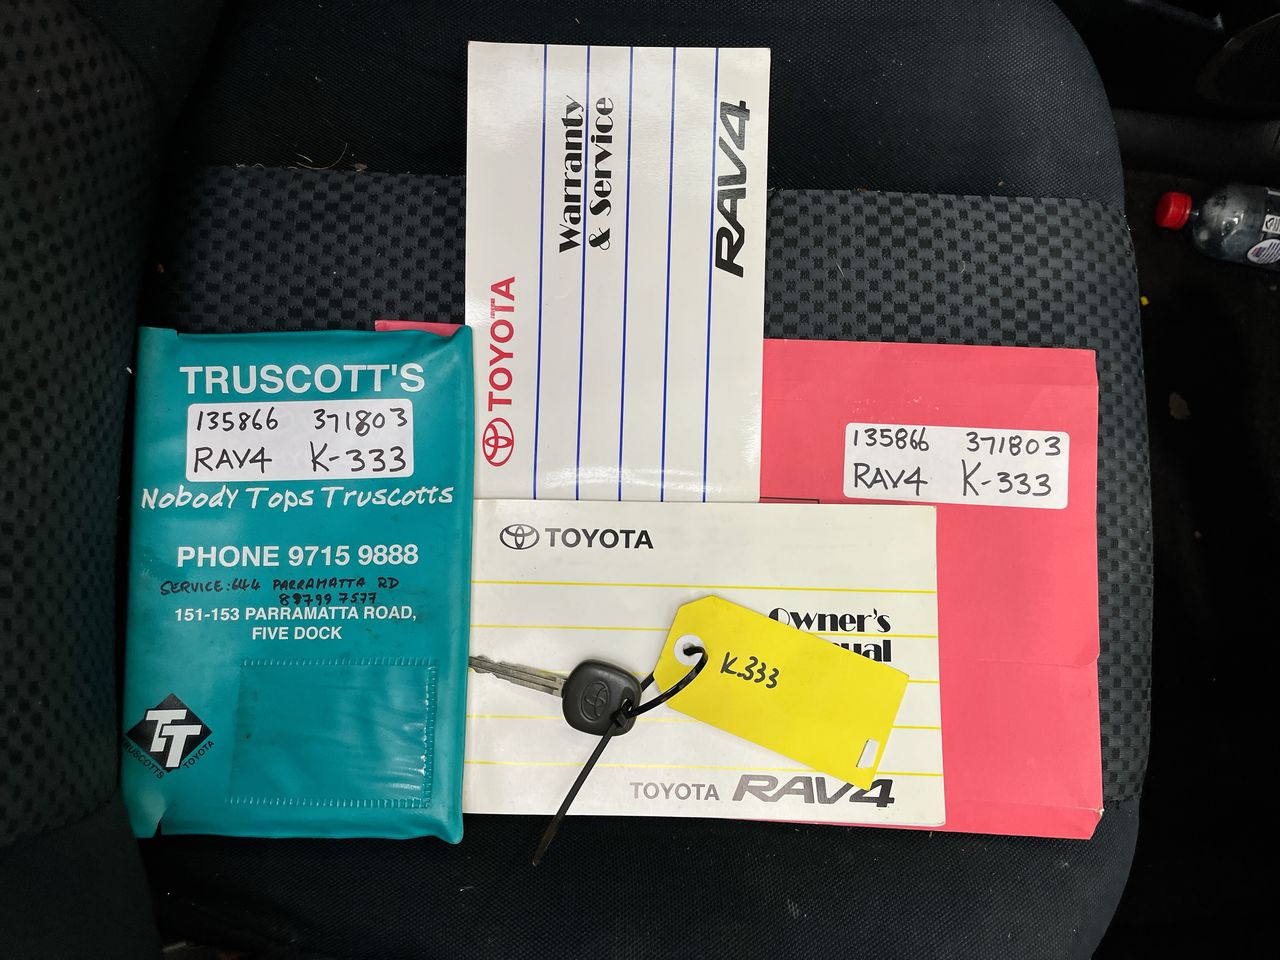 Warranty
& Service
RAV4
TOYOTA
TRUSCOTT'S
135866 371803
RAV4 K-333
Nobody Tops Truscotts
PHONE 9715 9888
SERVICE: 644 PARRAMATTA RD
151-153 PARRAMATTA ROAD,
FIVE DOCK
TT
TRUSCOTTS TOYOTA
135866 371803
RAV4 K-333
TOYOTA
Owner's
K333
TOYOTA RAV4